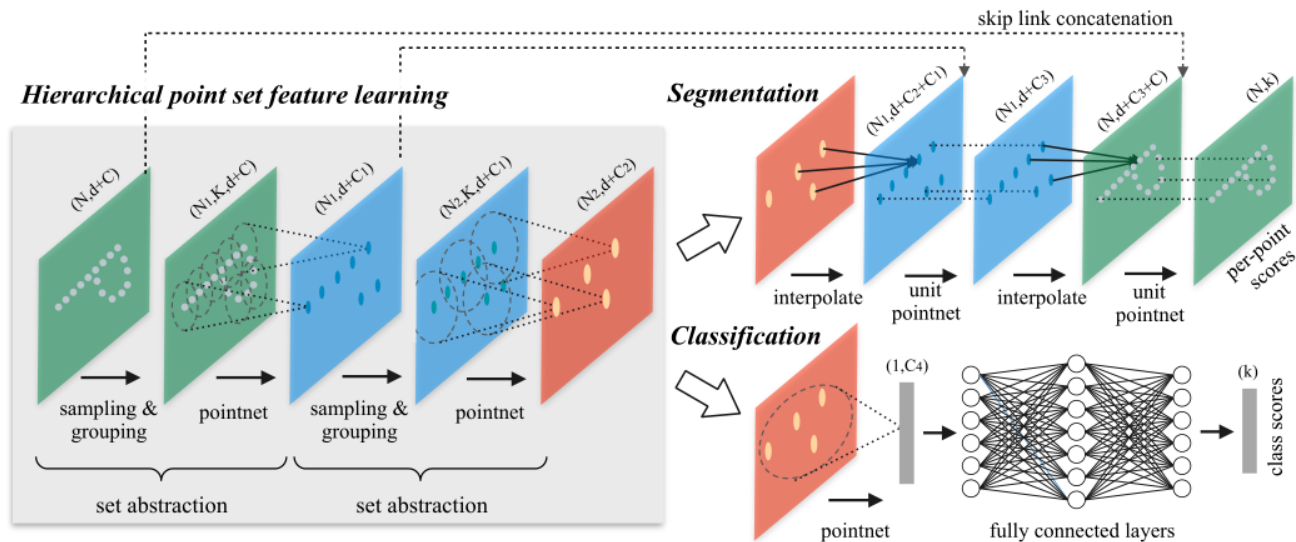 skip link concatenation
Hierarchical point set feature learning
(N,d+C)
(N1,K,d+C)
(N1,d+C1)
(N2,K,d+C1)
(N2,d+C2)
sampling &
grouping
pointnet
sampling &
grouping
pointnet
set abstraction
set abstraction
Segmentation
(N1,d+C2+C1)
(N1,d+C3)
(N,d+C3+C)
(N,k)
interpolate
unit
pointnet
interpolate
unit
pointnet
per-point
scores
Classification
(1,C4)
(k)
class scores
pointnet
fully connected layers